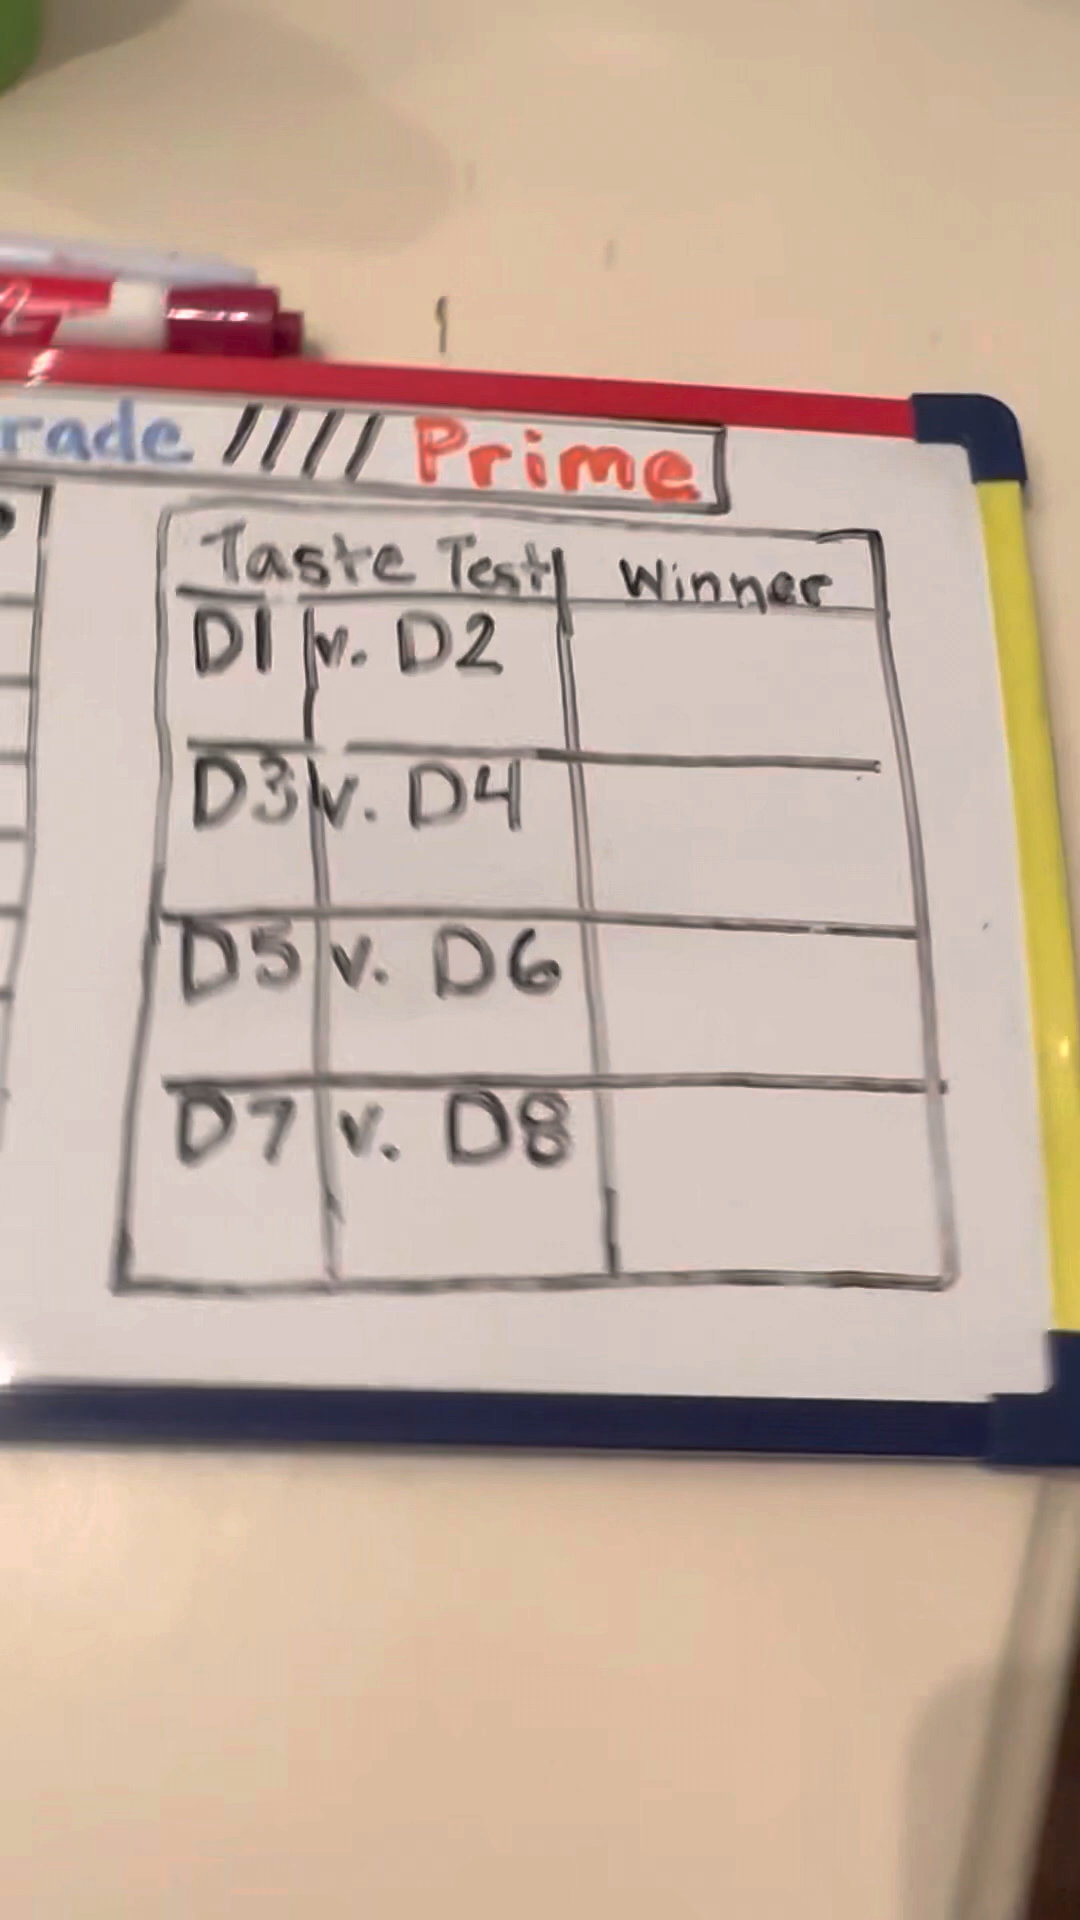 rade //// Prime
Taste Test Winner
D1 v. D2
D3 v. D4
D5 v. D6
D7 v. D8